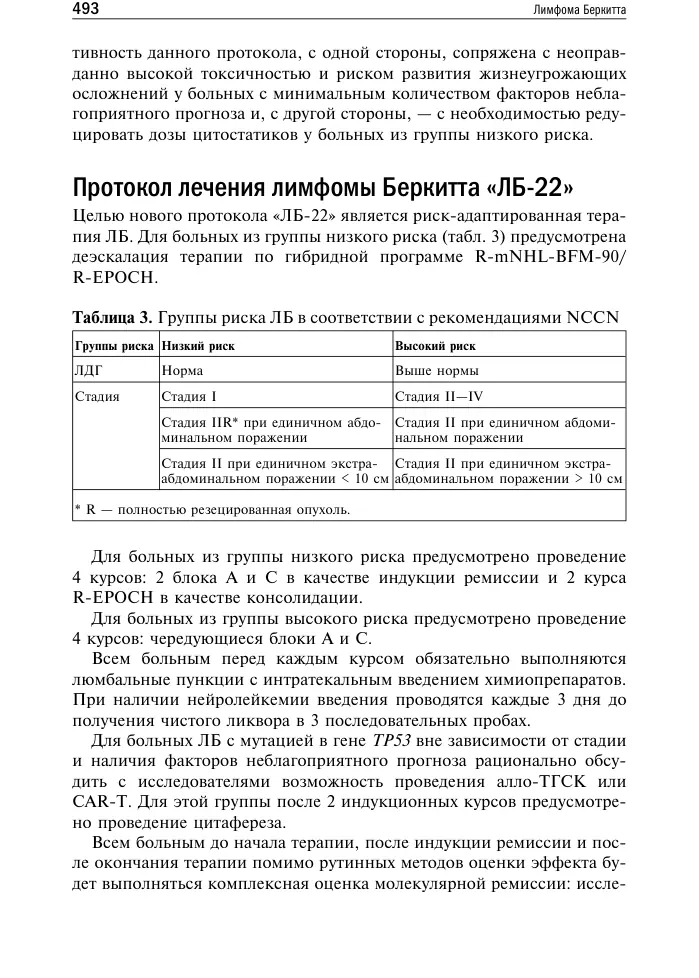 493
Лимфома Беркитта
тивность данного протокола, с одной стороны, сопряжена с неоправ-
данно высокой токсичностью и риском развития жизнеугрожающих
осложнений у больных с минимальным количеством факторов небла-
гоприятного прогноза и, с другой стороны, — с необходимостью реду-
цировать дозы цитостатиков у больных из группы низкого риска.
Протокол лечения лимфомы Беркитта «ЛБ-22»
Целью нового протокола «ЛБ-22» является риск-адаптированная тера-
пия ЛБ. Для больных из группы низкого риска (табл. 3) предусмотрена
деэскалация терапии по гибридной программе R-mNHL-BFM-90/
R-EPOCH.
Таблица 3. Группы риска ЛБ в соответствии с рекомендациями NCCN
Группы риска Низкий риск Высокий риск
ЛДГ Норма Выше нормы
Стадия Стадия I Стадия II—IV
Стадия IIR* при единичном абдо- Стадия II при единичном абдоми-
минальном поражении нальном поражении
Стадия II при единичном экстра- Стадия II при единичном экстра-
абдоминальном поражении < 10 см абдоминальном поражении > 10 см
* R — полностью резецированная опухоль.
Для больных из группы низкого риска предусмотрено проведение
4 курсов: 2 блока А и С в качестве индукции ремиссии и 2 курса
R-EPOCH в качестве консолидации.
Для больных из группы высокого риска предусмотрено проведение
4 курсов: чередующиеся блоки А и С.
Всем больным перед каждым курсом обязательно выполняются
люмбальные пункции с интратекальным введением химиопрепаратов.
При наличии нейролейкемии введения проводятся каждые 3 дня до
получения чистого ликвора в 3 последовательных пробах.
Для больных ЛБ с мутацией в гене TP53 вне зависимости от стадии
и наличия факторов неблагоприятного прогноза рационально обсу-
дить с исследователями возможность проведения алло-ТГСК или
CAR-T. Для этой группы после 2 индукционных курсов предусмотре-
но проведение цитафереза.
Всем больным до начала терапии, после индукции ремиссии и пос-
ле окончания терапии помимо рутинных методов оценки эффекта бу-
дет выполняться комплексная оценка молекулярной ремиссии: иссле-